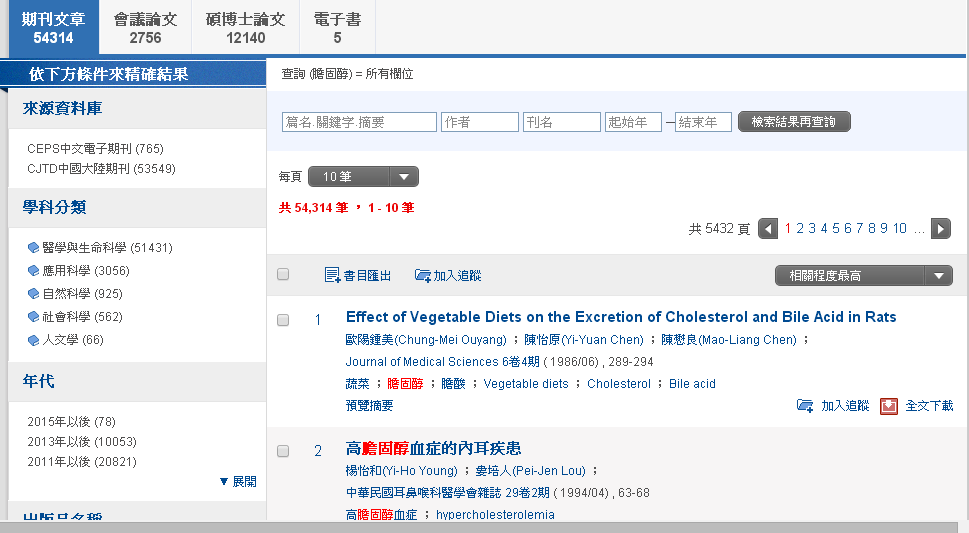 期刊文章 會議論文 碩博士論文 電子書
54314 2756 12140 5
依下方條件來精確結果
來源資料庫
CEPS中文電子期刊 (765)
CJTD中國大陸期刊 (53549)
學科分類
醫學與生命科學 (51431)
應用科學 (3056)
自然科學 (925)
社會科學 (562)
人文學 (66)
年代
2015年以後 (78)
2013年以後 (10053)
2011年以後 (20821)
▼展開
出版品名稱
查詢 (膽固醇) = 所有欄位
篇名.關鍵字.摘要 作者 刊名 起始年 — 結束年 檢索結果再查詢
每頁 10 筆
共 54,314 筆 , 1 - 10 筆
共 5432 頁 1 2 3 4 5 6 7 8 9 10 ...
書目匯出 加入追蹤 相關程度最高
1 Effect of Vegetable Diets on the Excretion of Cholesterol and Bile Acid in Rats
歐陽鍾美(Chung-Mei Ouyang) ; 陳怡原(Yi-Yuan Chen) ; 陳懋良(Mao-Liang Chen) ;
Journal of Medical Sciences 6卷4期 ( 1986/06) , 289-294
蔬菜 ; 膽固醇 ; 膽酸 ; Vegetable diets ; Cholesterol ; Bile acid
預覽摘要 加入追蹤 全文下載
2 高膽固醇血症的內耳疾患
楊怡和(Yi-Ho Young) ; 婁培人(Pei-Jen Lou) ;
中華民國耳鼻喉科醫學會雜誌 29卷2期 ( 1994/04) , 63-68
高膽固醇血症 ; hypercholesterolemia